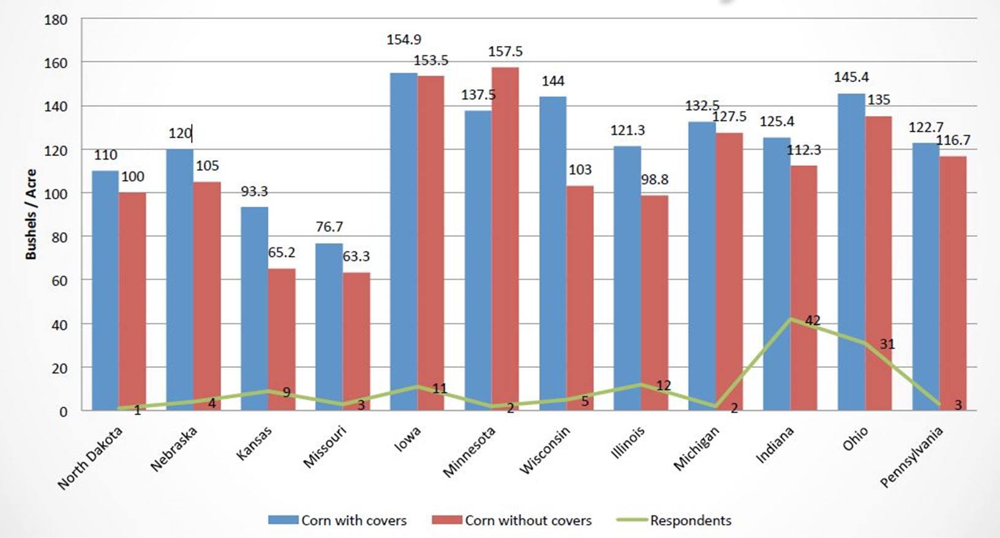 180
160
140
120
100
80
60
40
20
0
Bushels / Acre
110
100
120
105
93.3
65.2
76.7
63.3
154.9
153.5
137.5
157.5
144
103
121.3
98.8
132.5
127.5
125.4
112.3
145.4
135
122.7
116.7
1
4
9
3
11
2
5
12
2
42
31
3
North Dakota
Nebraska
Kansas
Missouri
Iowa
Minnesota
Wisconsin
Illinois
Michigan
Indiana
Ohio
Pennsylvania
Corn with covers
Corn without covers
Respondents